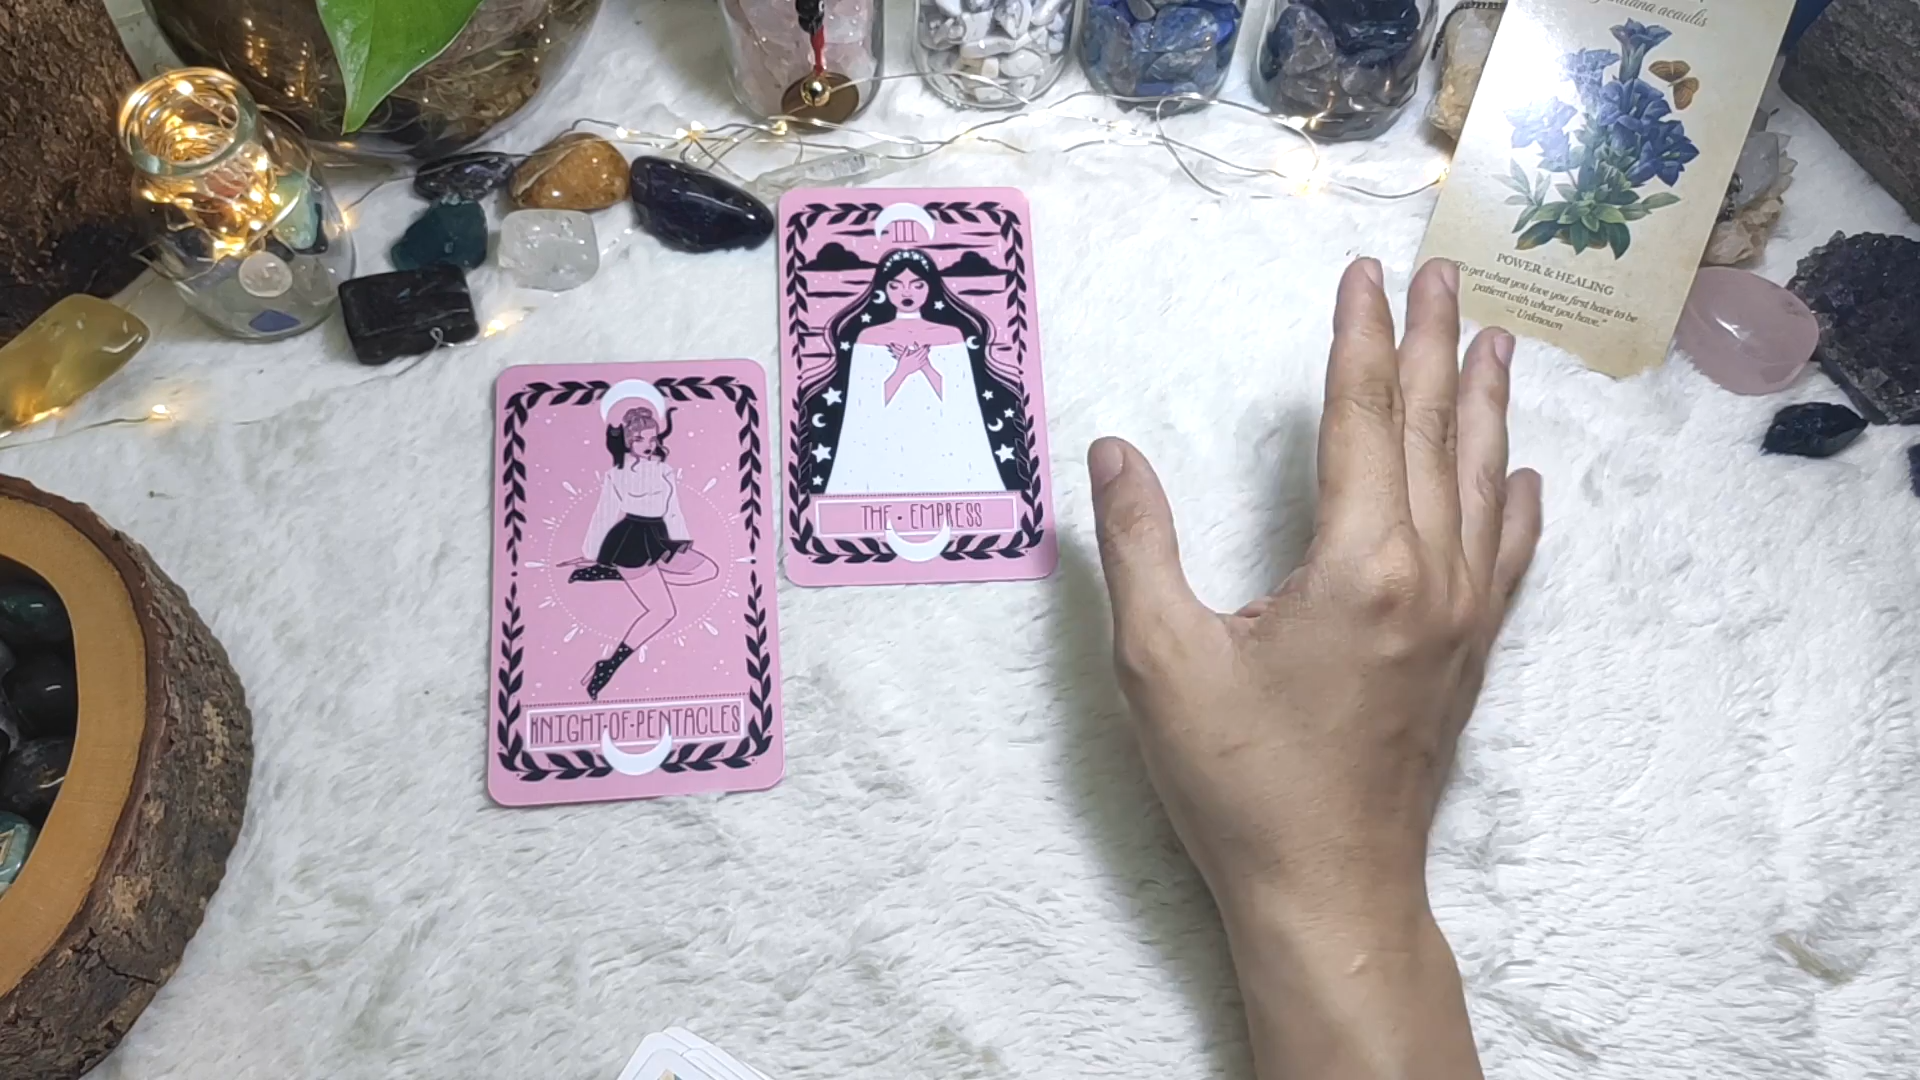 acaulis
POWER & HEALING
"To get what you love you first have to be
patient with what you have."
— Unknown
III
THE • EMPRESS
KNIGHT•OF•PENTACLES